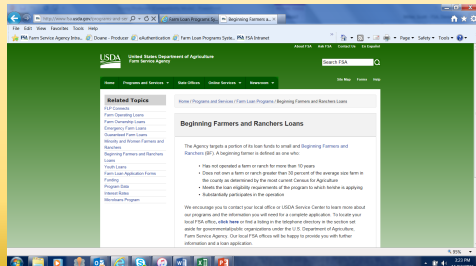 http://www.fsa.usda.gov/programs-and-ser
Farm Loan Programs Sy...
Beginning Farmers a...
File Edit View Favorites Tools Help
FSA Farm Service Agency Intra...
Doane - Producer
eAuthentication
Farm Loan Programs Syste...
FSA Intranet
Page
Safety
Tools
About FSA Ask FSA Contact Us En Español
USDA
United States Department of Agriculture
Farm Service Agency
Search FSA
Home Programs and Services State Offices Online Services Newsroom
Site Map Forms Help
Related Topics
FLP Connects
Farm Operating Loans
Farm Ownership Loans
Emergency Farm Loans
Guaranteed Farm Loans
Minority and Women Farmers and
Ranchers
Beginning Farmers and Ranchers
Loans
Youth Loans
Farm Loan Application Forms
Funding
Program Data
Interest Rates
Microloans Program
Home / Programs and Services / Farm Loan Programs / Beginning Farmers and Ranchers Loans
Beginning Farmers and Ranchers Loans
The Agency targets a portion of its loan funds to small and Beginning Farmers and
Ranchers (BF). A beginning farmer is defined as one who:
• Has not operated a farm or ranch for more than 10 years
• Does not own a farm or ranch greater than 30 percent of the average size farm in
the county as determined by the most current Census for Agriculture
• Meets the loan eligibility requirements of the program to which he/she is applying
• Substantially participates in the operation
We encourage you to contact your local office or USDA Service Center to learn more about
our programs and the information you will need for a complete application. To locate your
local FSA office, click here or find a listing in the telephone directory in the section set
aside for governmental/public organizations under the U.S. Department of Agriculture,
Farm Service Agency. Our local FSA offices will be happy to provide you with further
information and a loan application.
95%
3:23 PM